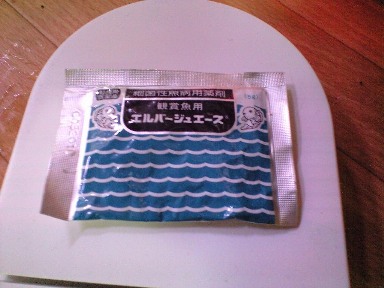 細菌性魚病用薬剤
観賞魚用
エルバージュエース